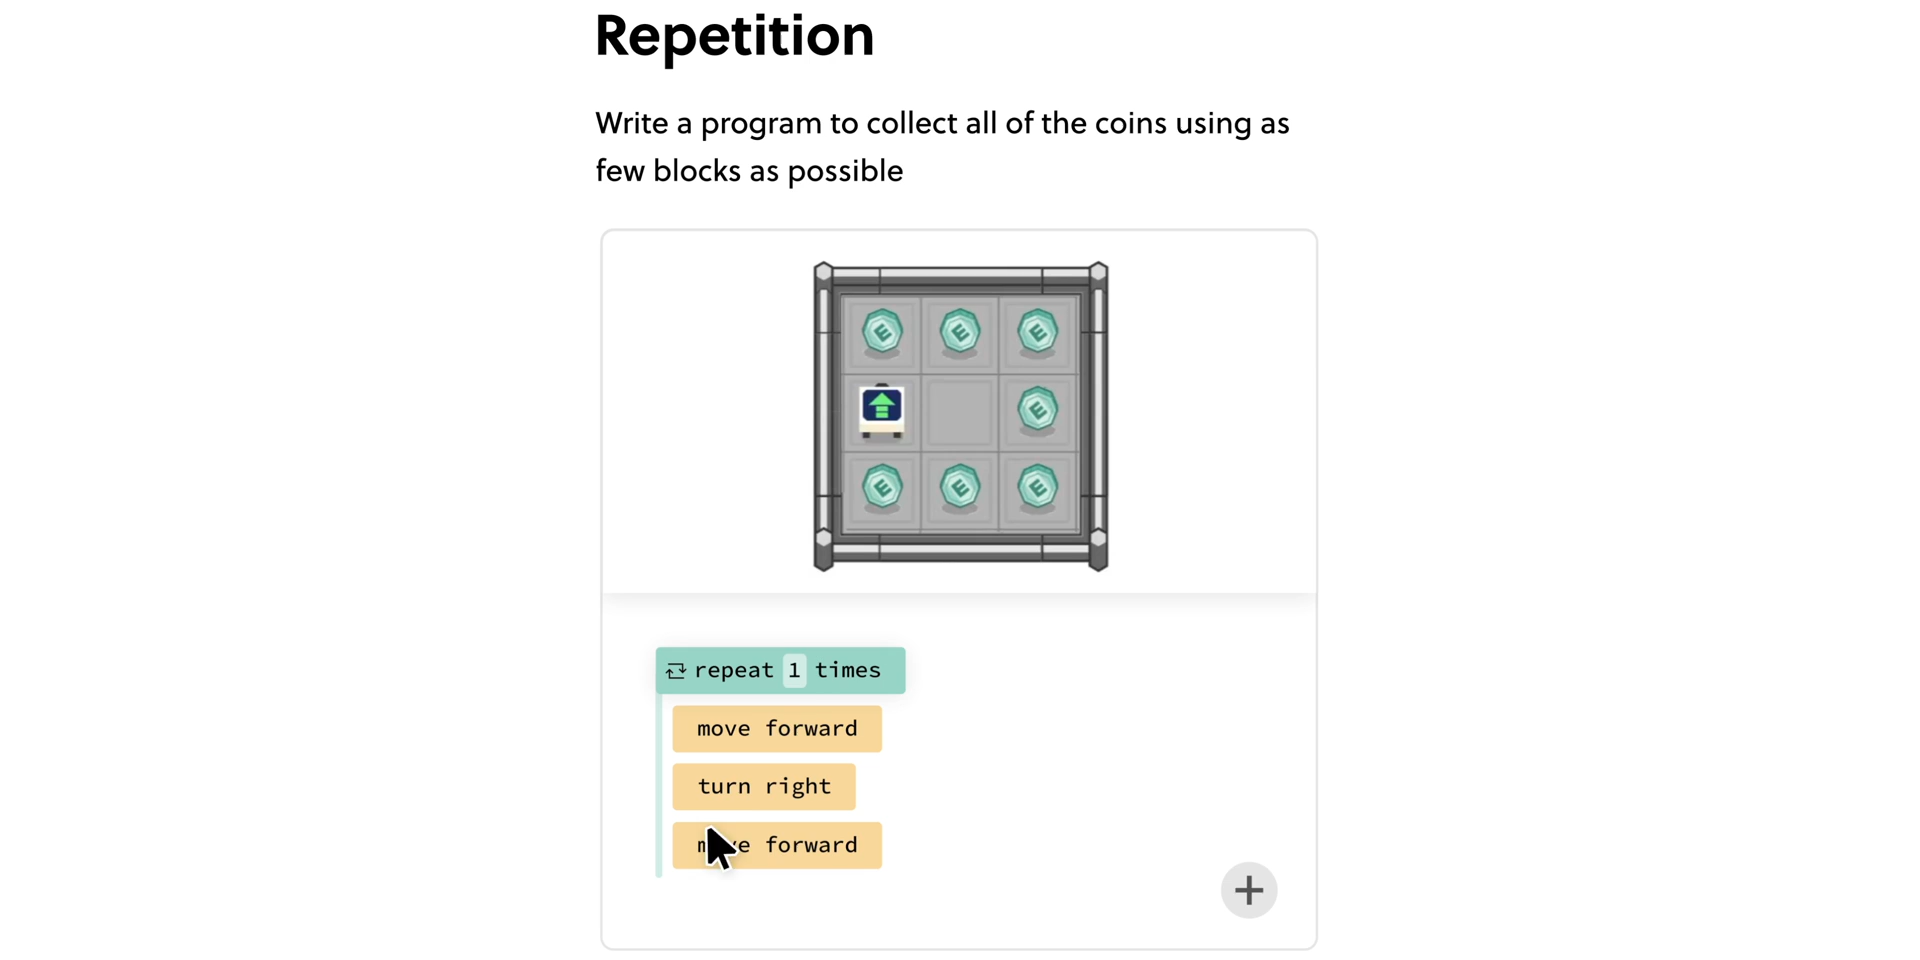 Repetition
Write a program to collect all of the coins using as
few blocks as possible
E E E
E
E E E
repeat 1 times
move forward
turn right
move forward